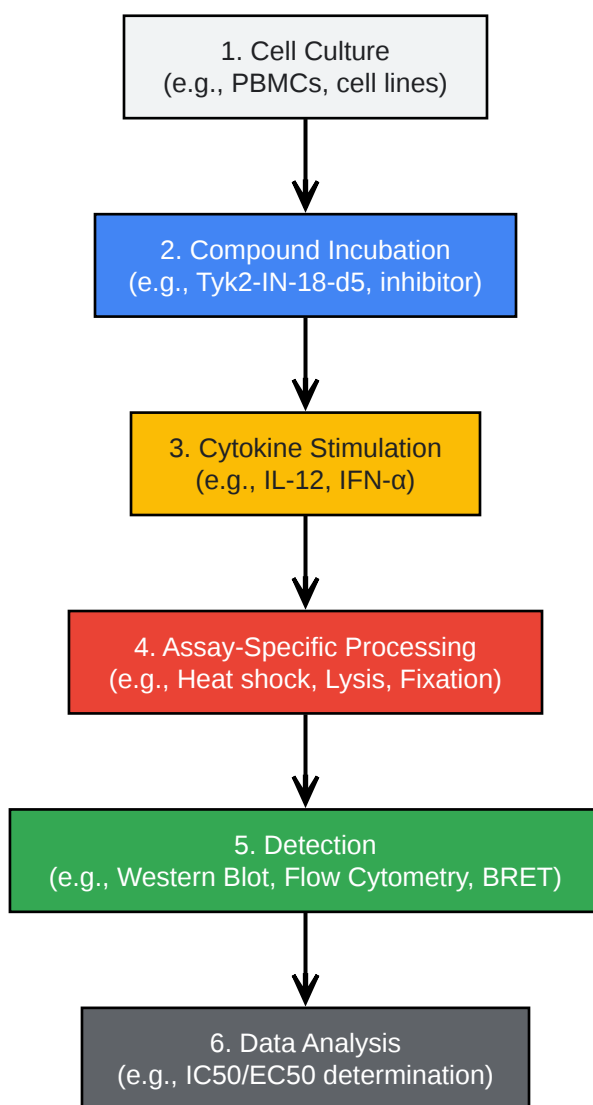 1. Cell Culture
(e.g., PBMCs, cell lines)
2. Compound Incubation
(e.g., Tyk2-IN-18-d5, inhibitor)
3. Cytokine Stimulation
(e.g., IL-12, IFN-α)
4. Assay-Specific Processing
(e.g., Heat shock, Lysis, Fixation)
5. Detection
(e.g., Western Blot, Flow Cytometry, BRET)
6. Data Analysis
(e.g., IC50/EC50 determination)